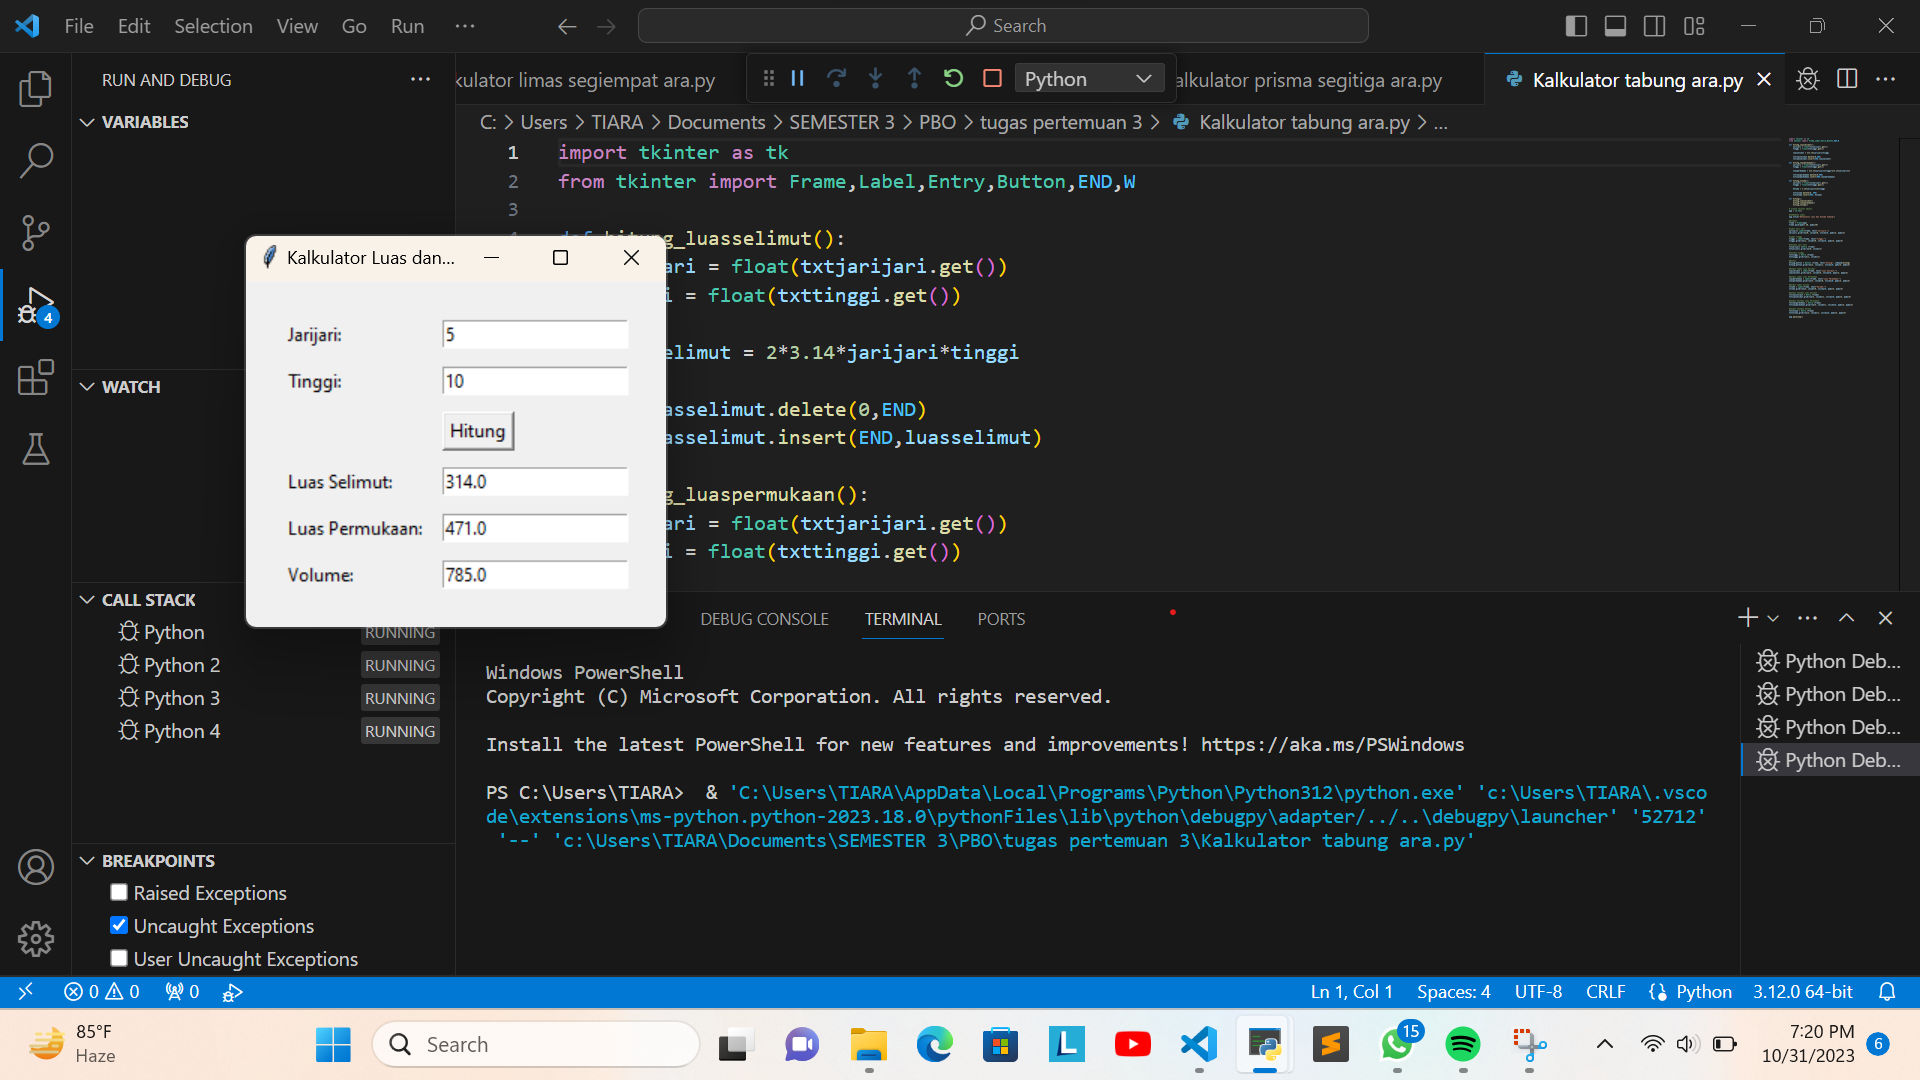 File Edit Selection View Go Run ...
Search
RUN AND DEBUG ...
kulator limas segiempat ara.py
Python
alkulator prisma segitiga ara.py
Kalkulator tabung ara.py
C: > Users > TIARA > Documents > SEMESTER 3 > PBO > tugas pertemuan 3 > Kalkulator tabung ara.py > ...
VARIABLES
1 import tkinter as tk
2 from tkinter import Frame,Label,Entry,Button,END,W
3
_luasselimut():
ari = float(txtjarijari.get())
i = float(txttinggi.get())
elimut = 2*3.14*jarijari*tinggi
asselimut.delete(0,END)
asselimut.insert(END,luasselimut)
g_luaspermukaan():
ari = float(txtjarijari.get())
i = float(txttinggi.get())
Kalkulator Luas dan...
Jarijari: 5
Tinggi: 10
Hitung
Luas Selimut: 314.0
Luas Permukaan: 471.0
Volume: 785.0
4
WATCH
CALL STACK
Python RUNNING
Python 2 RUNNING
Python 3 RUNNING
Python 4 RUNNING
BREAKPOINTS
Raised Exceptions
Uncaught Exceptions
User Uncaught Exceptions
DEBUG CONSOLE TERMINAL PORTS
Windows PowerShell
Copyright (C) Microsoft Corporation. All rights reserved.
Install the latest PowerShell for new features and improvements! https://aka.ms/PSWindows
PS C:\Users\TIARA>  & 'C:\Users\TIARA\AppData\Local\Programs\Python\Python312\python.exe' 'c:\Users\TIARA\.vsco
de\extensions\ms-python.python-2023.18.0\pythonFiles\lib\python\debugpy\adapter/../..\debugpy\launcher' '52712'
'--' 'c:\Users\TIARA\Documents\SEMESTER 3\PBO\tugas pertemuan 3\Kalkulator tabung ara.py'
Python Deb...
Python Deb...
Python Deb...
Python Deb...
0 0 0
Ln 1, Col 1 Spaces: 4 UTF-8 CRLF Python 3.12.0 64-bit
85°F
Haze
Search
L
15
7:20 PM
10/31/2023
6